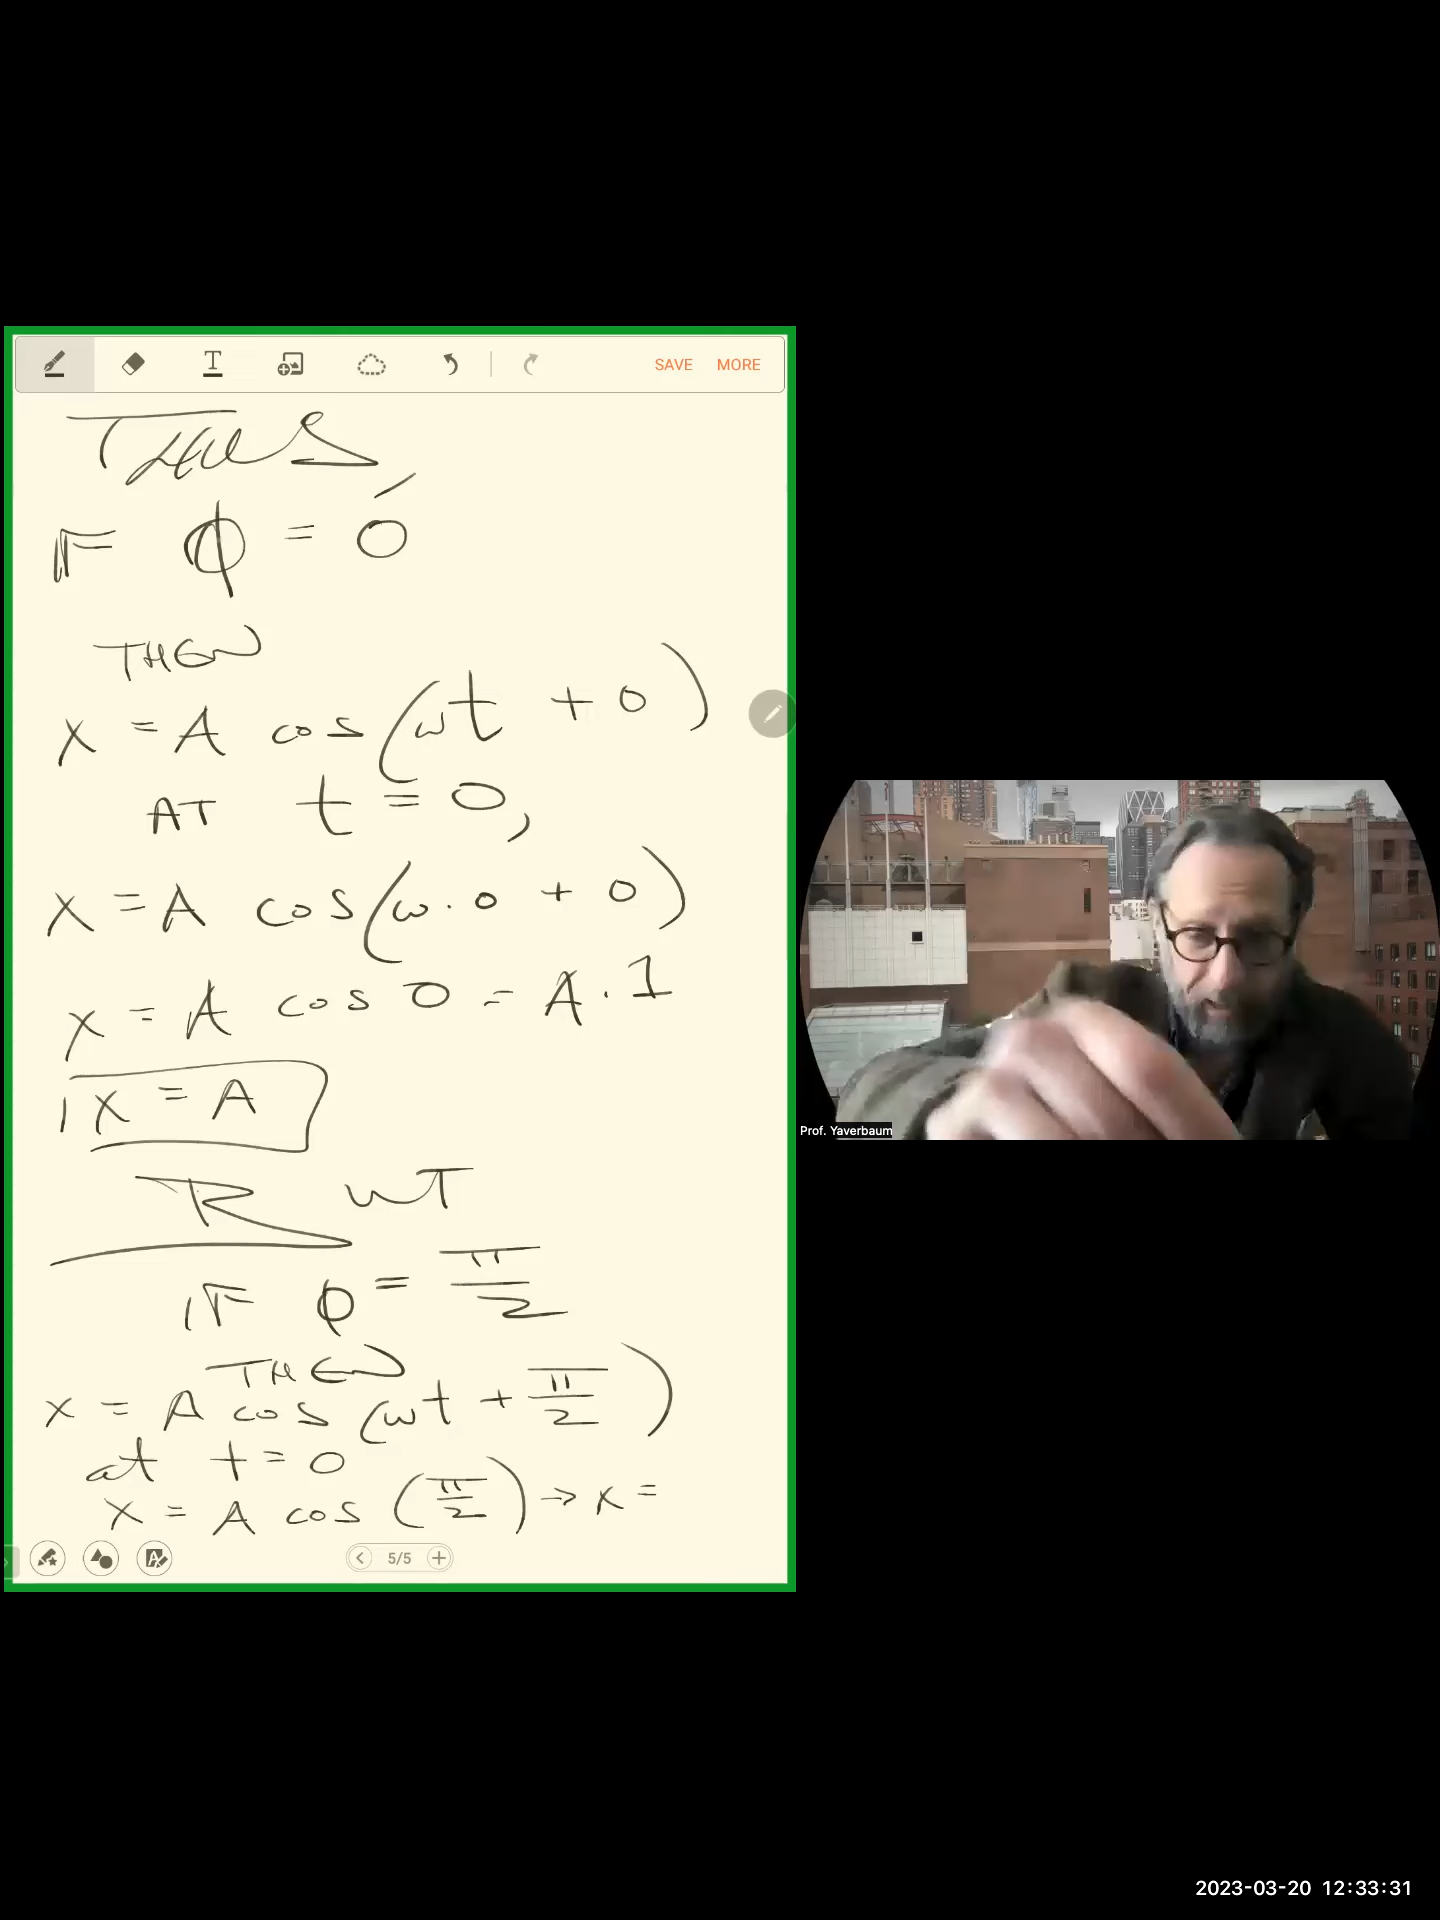 SAVE MORE
THUS,
IF ϕ = 0
THEN
x = A cos(ωt + 0)
AT t = 0,
x = A cos(ω·0 + 0)
x = A cos 0 = A·1
x = A
IF ϕ = π/2
THEN
x = A cos(ωt + π/2)
at t = 0
x = A cos(π/2) → x =
5/5
Prof. Yaverbaum
2023-03-20 12:33:31